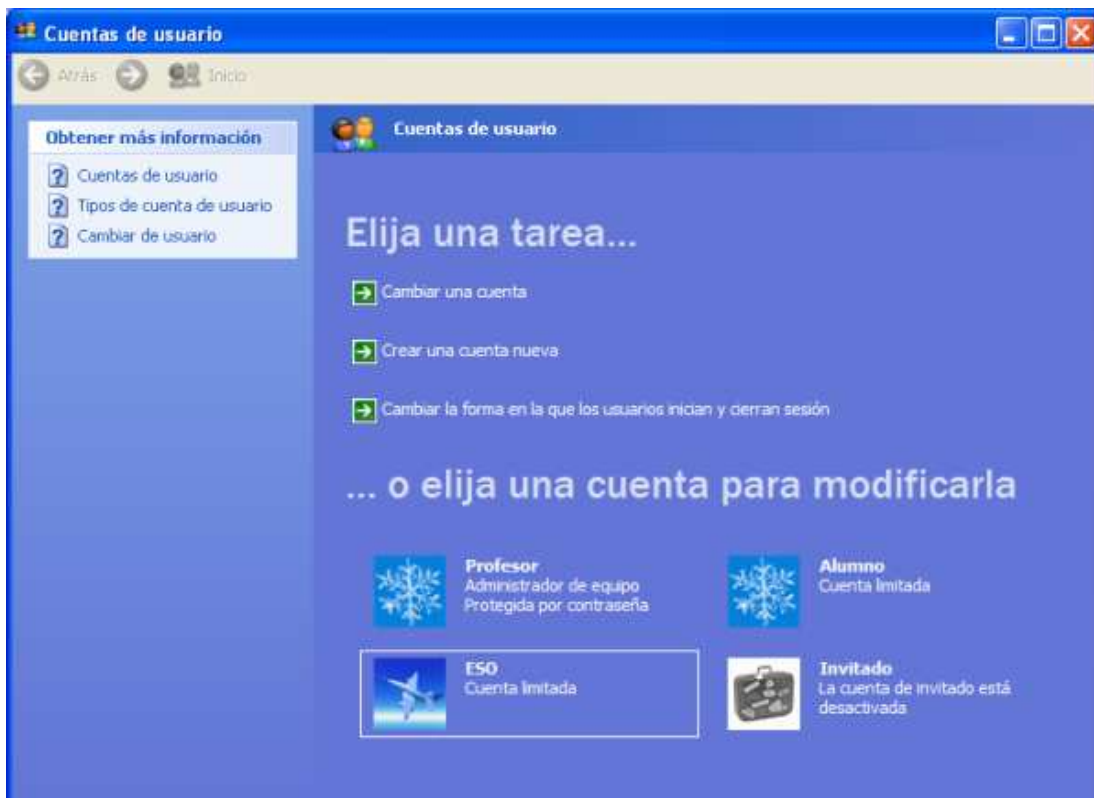 Cuentas de usuario
Atrás
Inicio
Obtener más información
Cuentas de usuario
Tipos de cuenta de usuario
Cambiar de usuario
Cuentas de usuario
Elija una tarea...
Cambiar una cuenta
Crear una cuenta nueva
Cambiar la forma en la que los usuarios inician y cierran sesión
... o elija una cuenta para modificarla
Profesor
Administrador de equipo
Protegida por contraseña
Alumno
Cuenta limitada
ESO
Cuenta limitada
Invitado
La cuenta de invitado está
desactivada